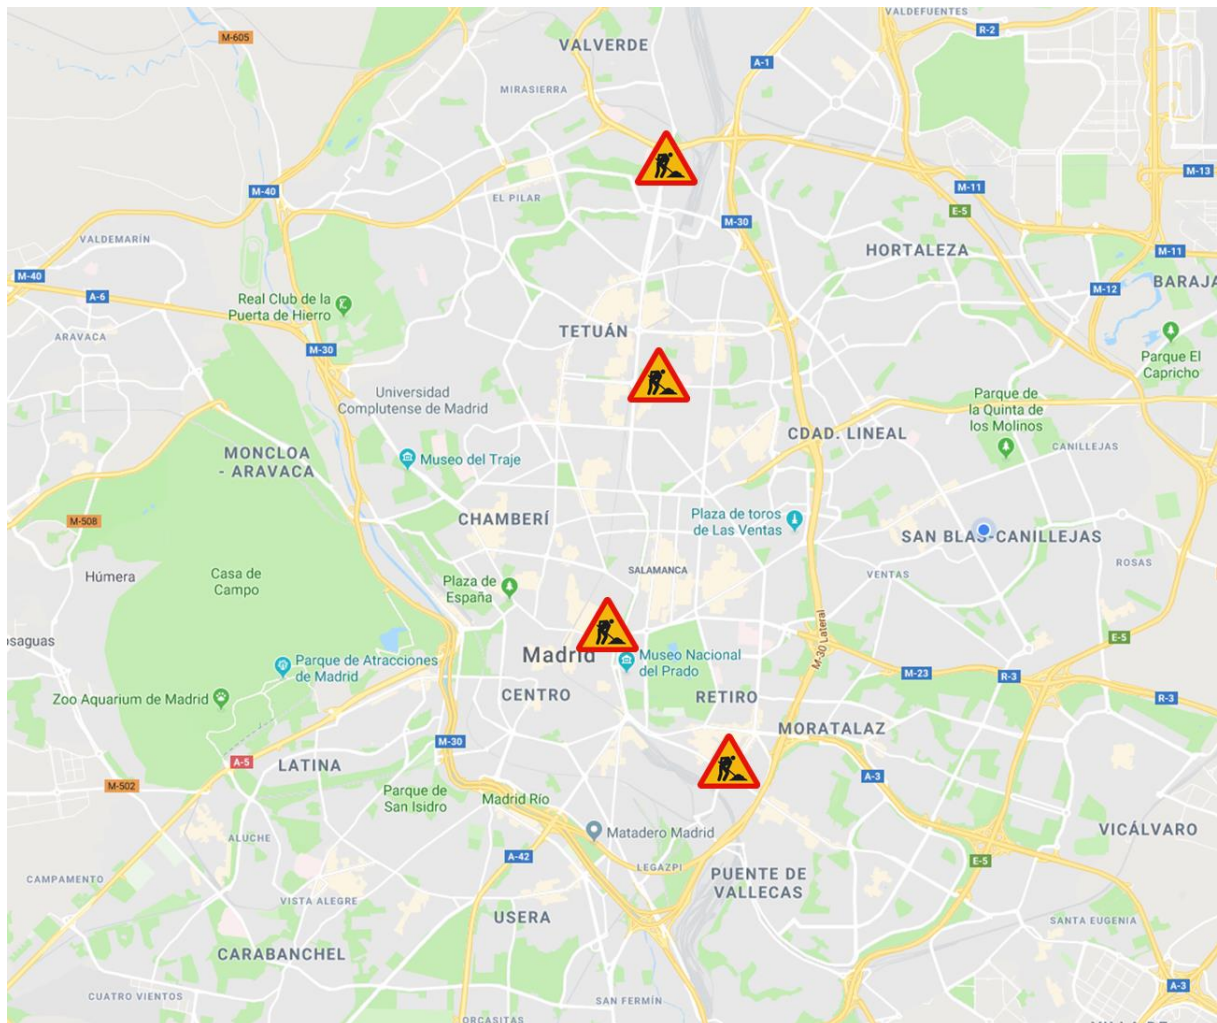 VALDEFUENTES
M-605
R-2
VALVERDE
A-1
MIRASIERRA
M-13
M-11
M-40
EL PILAR
E-5
M-30
VALDEMARÍN
HORTALEZA
M-11
M-40
BARAJA
M-12
A-6
Real Club de la
Puerta de Hierro
TETUÁN
ARAVACA
M-30
Parque El
Capricho
Universidad
Complutense de Madrid
Parque de
la Quinta de
los Molinos
CDAD. LINEAL
CANILLEJAS
MONCLOA
- ARAVACA
Museo del Traje
M-508
CHAMBERÍ
Plaza de toros
de Las Ventas
SAN BLAS-CANILLEJAS
ROSAS
Húmera
Casa de
Campo
Plaza de
España
SALAMANCA
VENTAS
osaguas
M-30 Lateral
E-5
Madrid
Museo Nacional
del Prado
Parque de Atracciones
de Madrid
M-23
R-3
R-3
Zoo Aquarium de Madrid
CENTRO
RETIRO
MORATALAZ
M-30
A-5
LATINA
A-3
M-502
Parque de
San Isidro
Madrid Río
ALUCHE
Matadero Madrid
VICÁLVARO
A-42
E-5
LEGAZPI
CAMPAMENTO
PUENTE DE
VALLECAS
VISTA ALEGRE
USERA
SANTA EUGENIA
CARABANCHEL
A-3
CUATRO VIENTOS
SAN FERMÍN
ORCASITAS